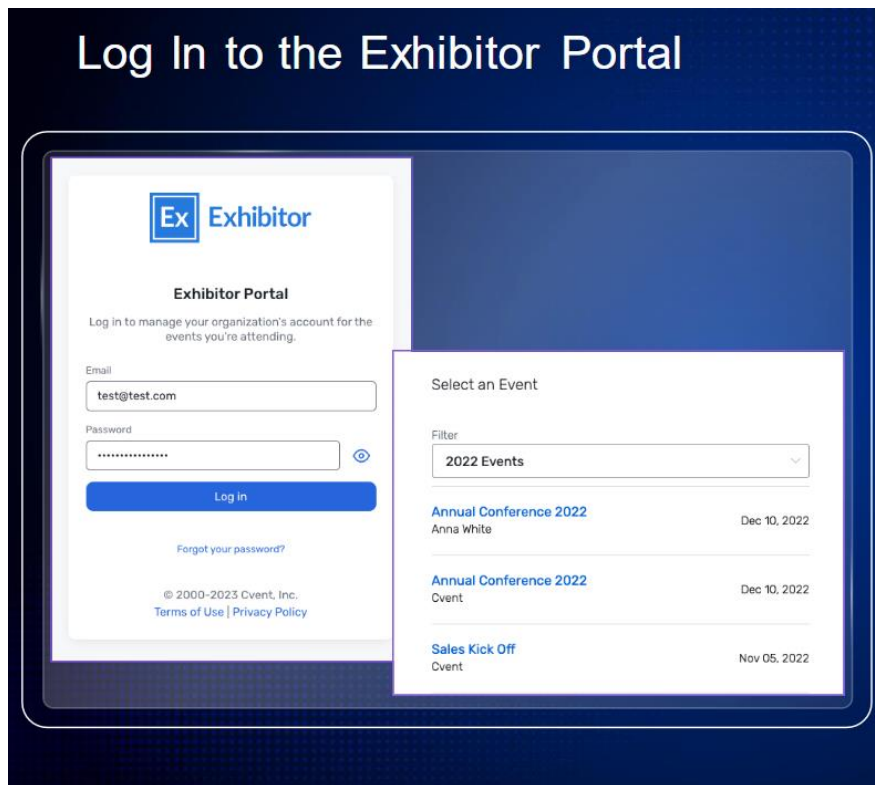 Log In to the Exhibitor Portal
Ex Exhibitor
Exhibitor Portal
Log in to manage your organization's account for the
events you're attending.
Email
test@test.com
Password
••••••••••••••••
Log in
Forgot your password?
© 2000-2023 Cvent, Inc.
Terms of Use | Privacy Policy
Select an Event
Filter
2022 Events
Annual Conference 2022
Anna White
Dec 10, 2022
Annual Conference 2022
Cvent
Dec 10, 2022
Sales Kick Off
Cvent
Nov 05, 2022